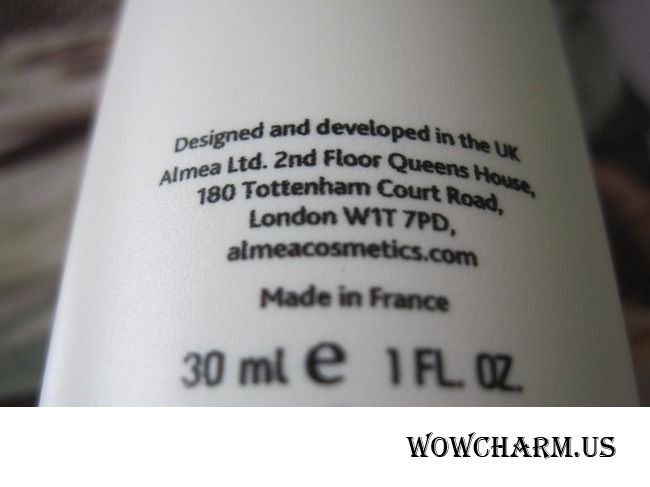 Designed and developed in the UK
Almea Ltd. 2nd Floor Queens House,
180 Tottenham Court Road,
London W1T 7PD,
almeacosmetics.com
Made in France
30 ml e 1 FL. OZ.
WOWCHARM.US